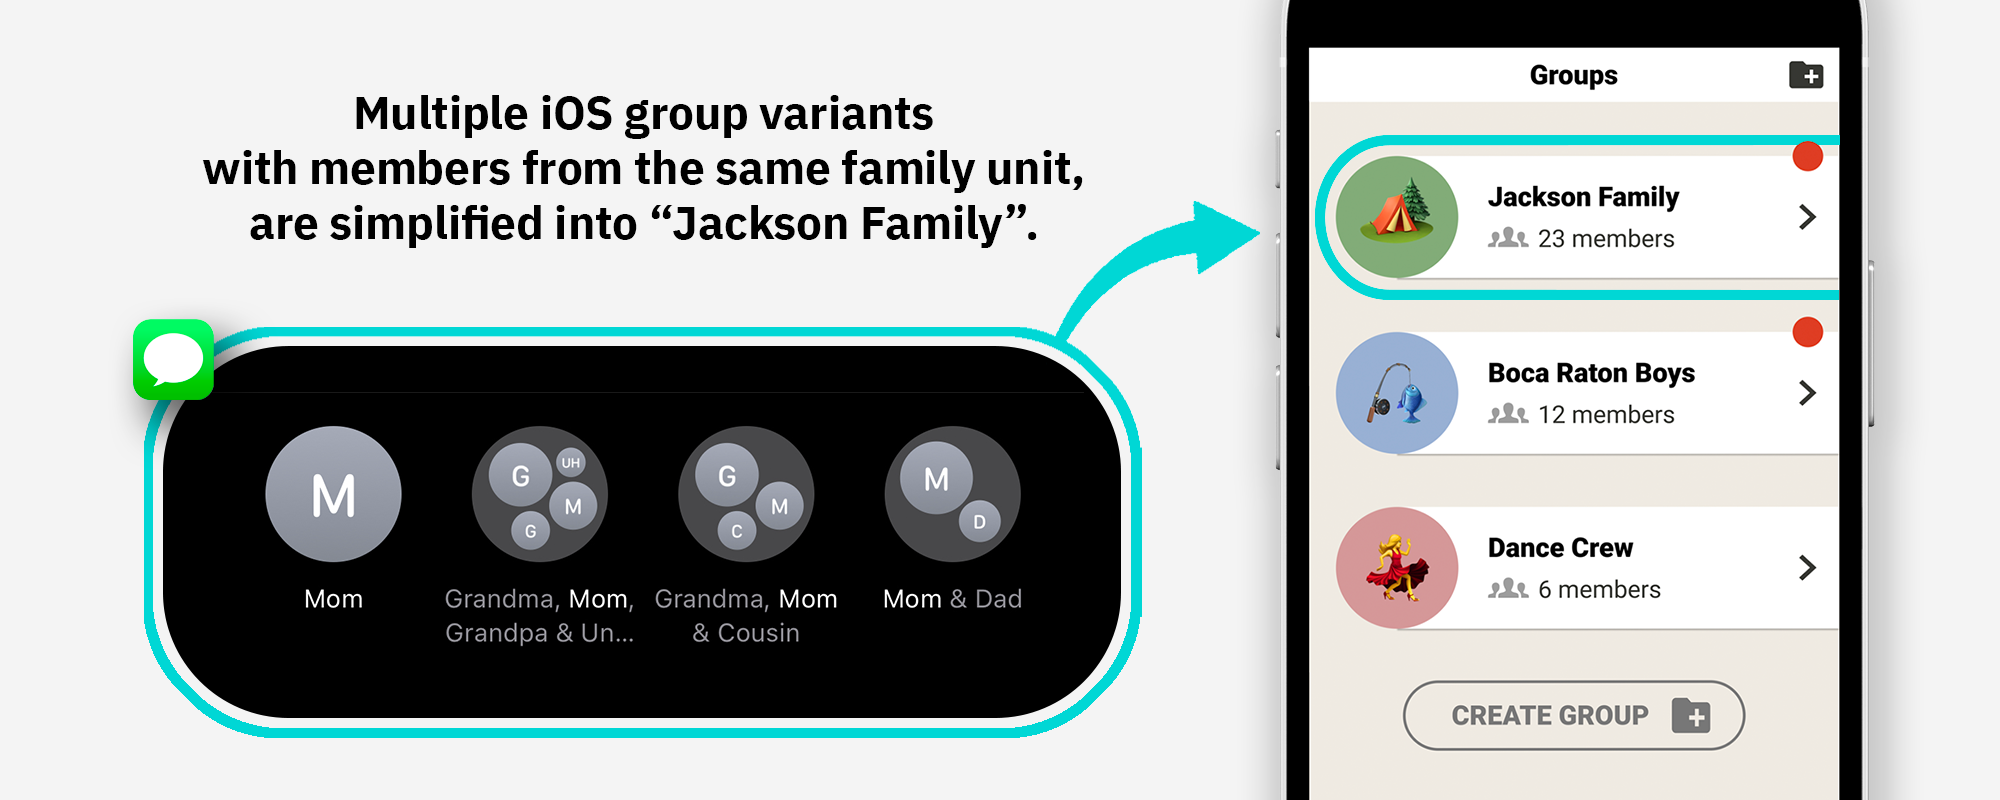 Multiple iOS group variants
with members from the same family unit,
are simplified into “Jackson Family”.
M
Mom
G
UH
M
G
Grandma, Mom,
Grandpa & Un...
G
M
C
Grandma, Mom
& Cousin
M
D
Mom & Dad
Groups
Jackson Family
23 members
Boca Raton Boys
12 members
Dance Crew
6 members
CREATE GROUP